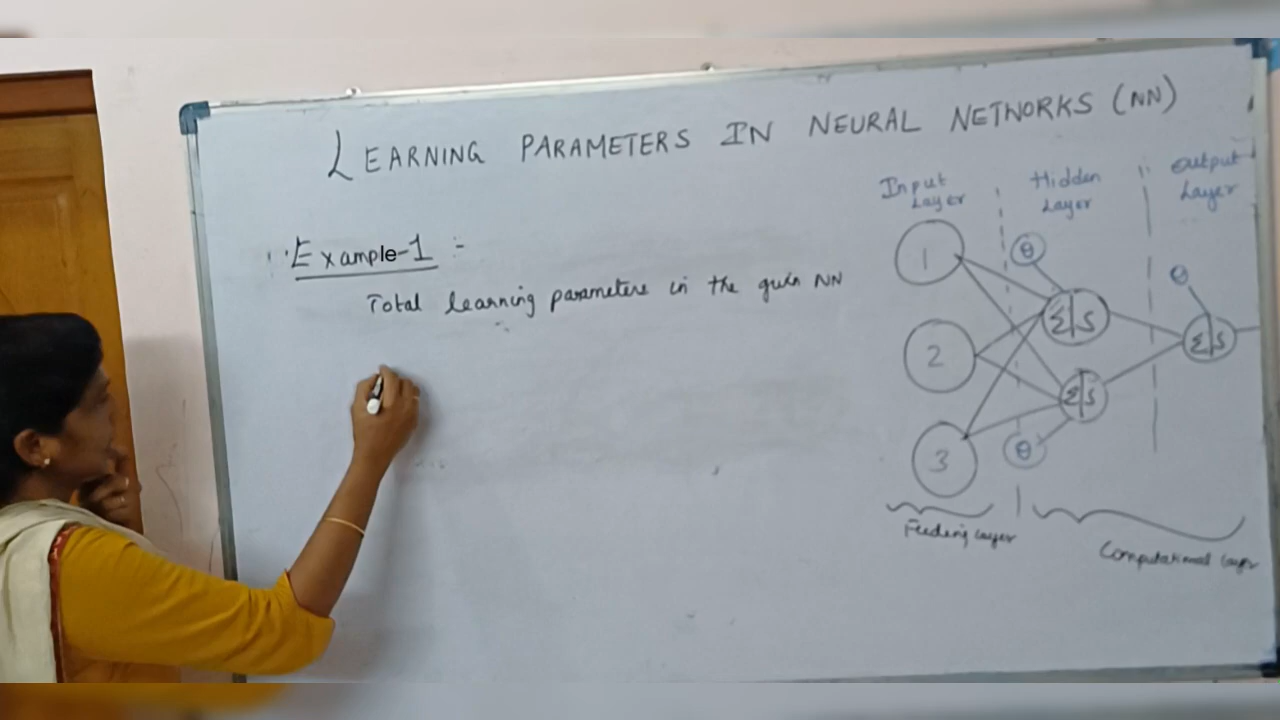 LEARNING PARAMETERS IN NEURAL NETWORKS (NN)
Example-1 :-
Total learning parameters in the given NN
Input Layer
Hidden Layer
Output Layer
1
θ
Σ|S
2
θ
Σ|S
Σ|S
3
θ
Feeding layer
Computational layer